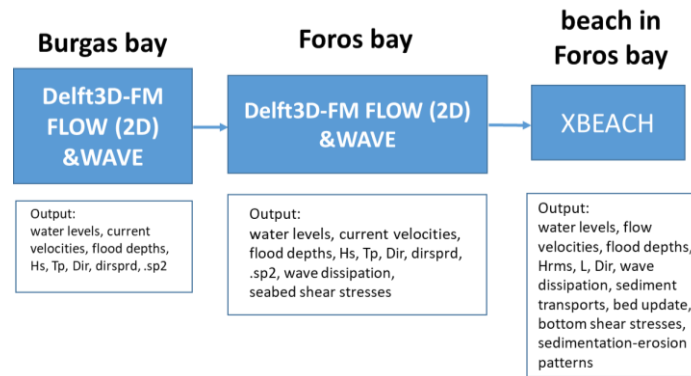 Burgas bay
Delft3D-FM
FLOW (2D)
&WAVE
Output:
water levels, current
velocities, flood depths,
Hs, Tp, Dir, dirsprd, .sp2
Foros bay
Delft3D-FM FLOW (2D)
&WAVE
Output:
water levels, current velocities,
flood depths, Hs, Tp, Dir, dirsprd,
.sp2, wave dissipation,
seabed shear stresses
beach in
Foros bay
XBEACH
Output:
water levels, flow
velocities, flood depths,
Hrms, L, Dir, wave
dissipation, sediment
transports, bed update,
bottom shear stresses,
sedimentation-erosion
patterns